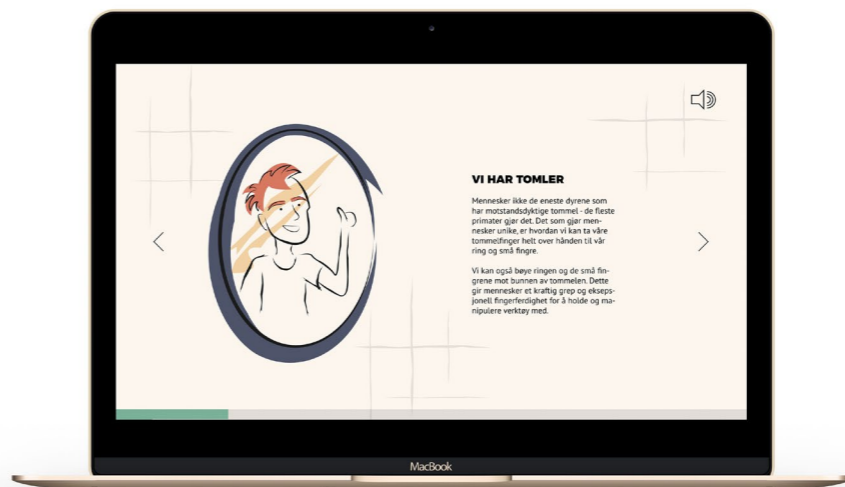 VI HAR TOMLER
Mennesker ikke de eneste dyrene som
har motstandsdyktige tommel - de fleste
primater gjør det. Det som gjør men-
nesker unike, er hvordan vi kan ta våre
tommelfinger helt over hånden til vår
ring og små fingre.
Vi kan også bøye ringen og de små fin-
grene mot bunnen av tommelen. Dette
gir mennesker et kraftig grep og ekseps-
jonell fingerferdighet for å holde og ma-
nipulere verktøy med.
MacBook